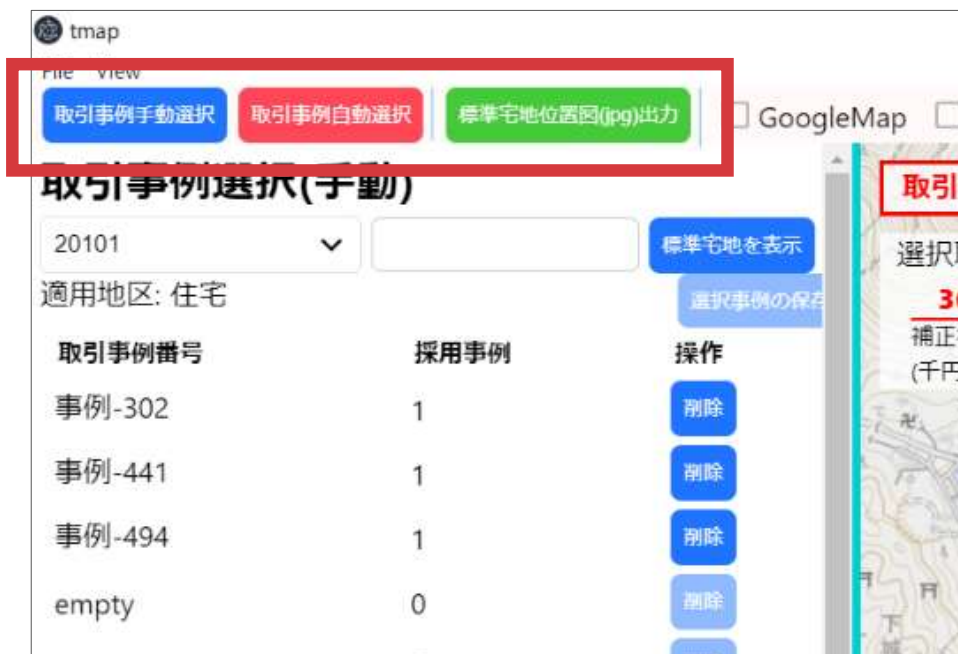 tmap
File View
取引事例手動選択 取引事例自動選択 標準宅地位置図(jpg)出力 GoogleMap
取引事例選択(手動)
取引
20101 標準宅地を表示
選択
適用地区: 住宅 選択事例の保存
取引事例番号 採用事例 操作
補正
(千円
事例-302 1 削除
事例-441 1 削除
事例-494 1 削除
empty 0 削除
下